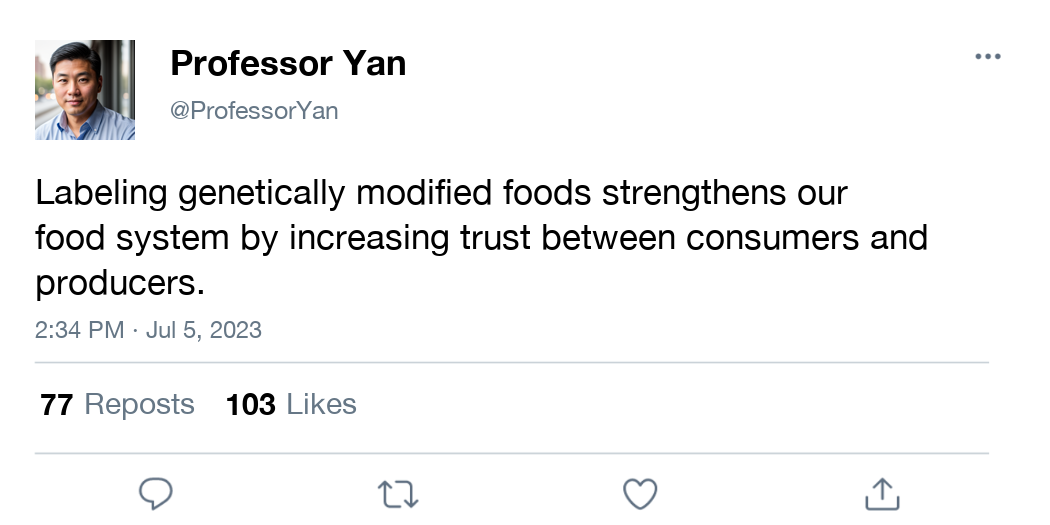 Professor Yan
@ProfessorYan
Labeling genetically modified foods strengthens our
food system by increasing trust between consumers and
producers.
2:34 PM · Jul 5, 2023
77 Reposts 103 Likes